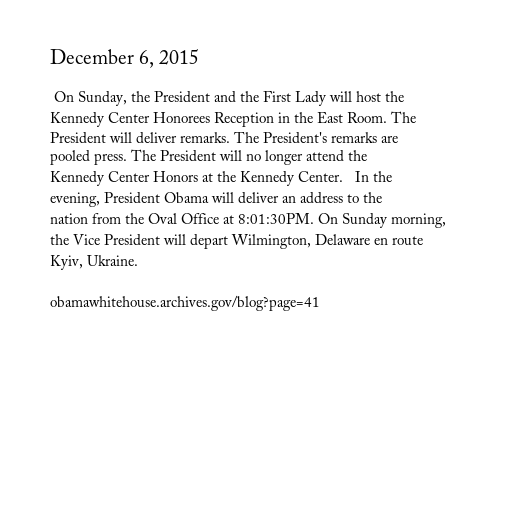 December 6, 2015
On Sunday, the President and the First Lady will host the
Kennedy Center Honorees Reception in the East Room. The
President will deliver remarks. The President's remarks are
pooled press. The President will no longer attend the
Kennedy Center Honors at the Kennedy Center.   In the
evening, President Obama will deliver an address to the
nation from the Oval Office at 8:01:30PM. On Sunday morning,
the Vice President will depart Wilmington, Delaware en route
Kyiv, Ukraine.
obamawhitehouse.archives.gov/blog?page=41